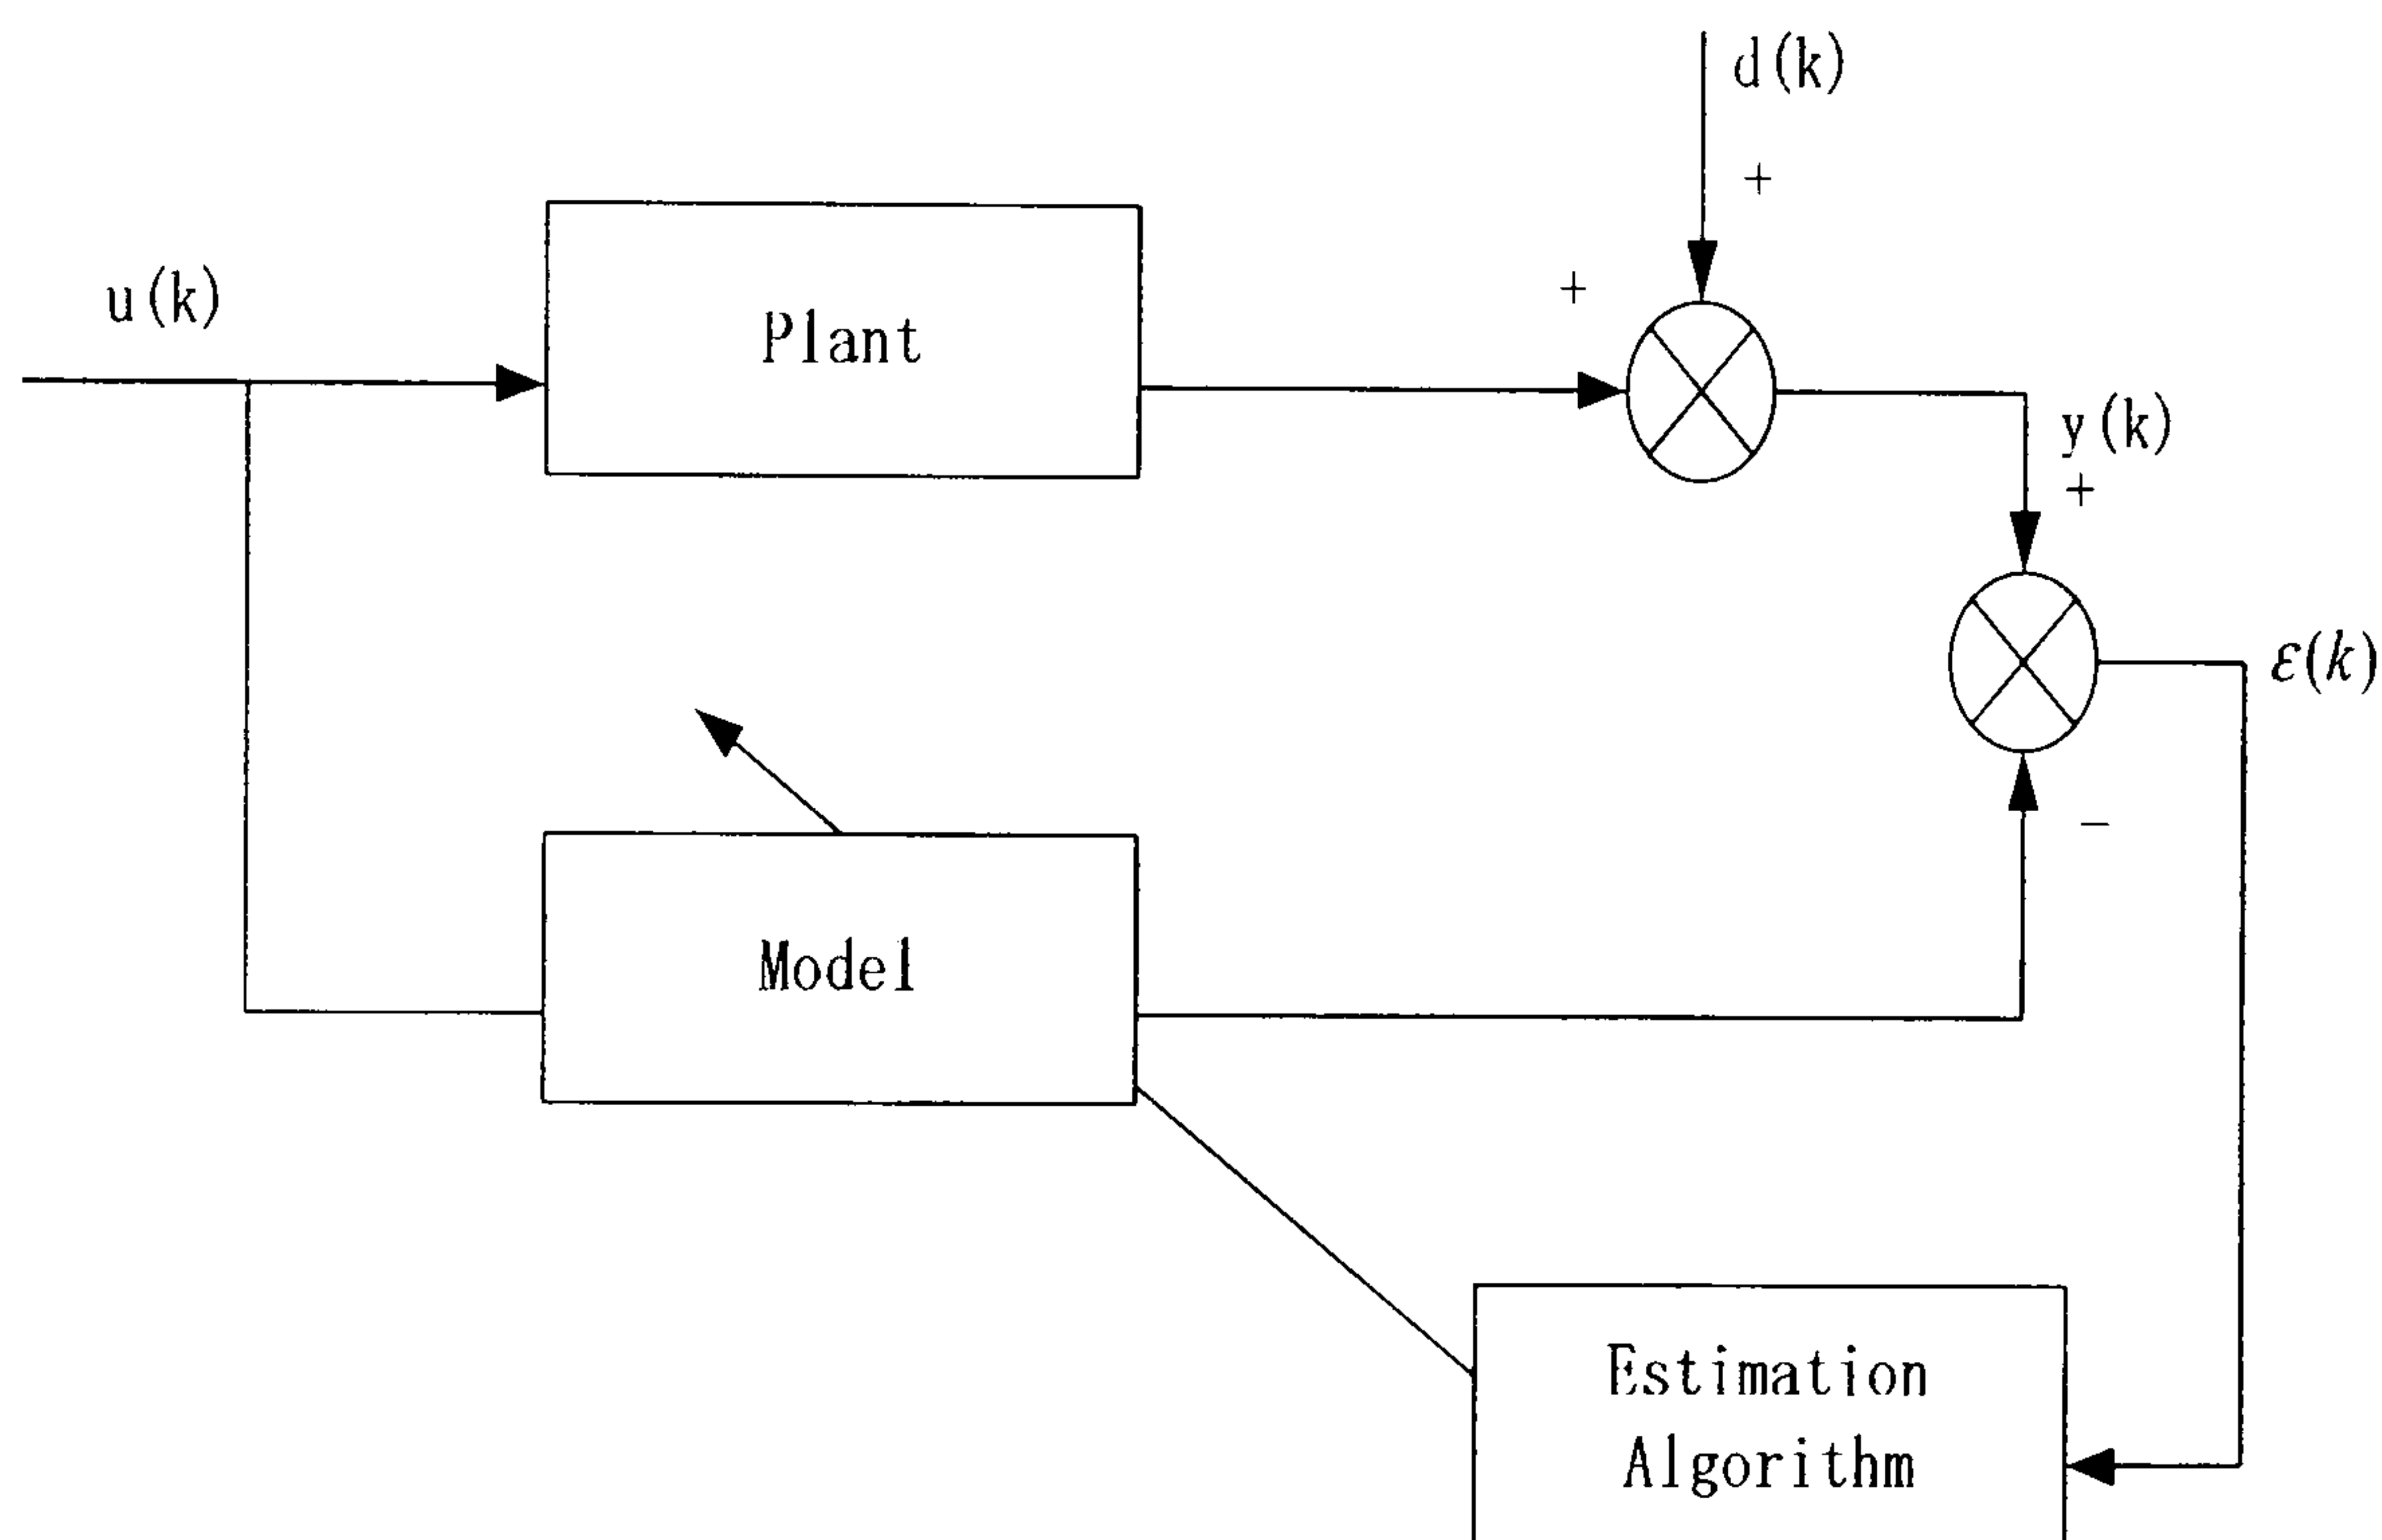 d(k)
+
u(k)
+
Plant
y(k)
+
ε(k)
−
Model
Estimation
Algorithm